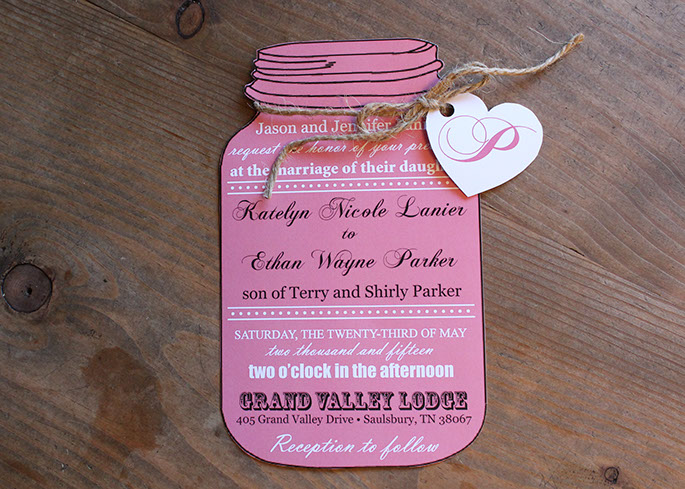 Jason and Jennifer
request the honor of your
at the marriage of their
P
Katelyn Nicole Lanier
to
Ethan Wayne Parker
son of Terry and Shirly Parker
SATURDAY, THE TWENTY-THIRD OF MAY
two thousand and fifteen
two o'clock in the afternoon
GRAND VALLEY LODGE
405 Grand Valley Drive • Saulsbury, TN 38067
Reception to follow